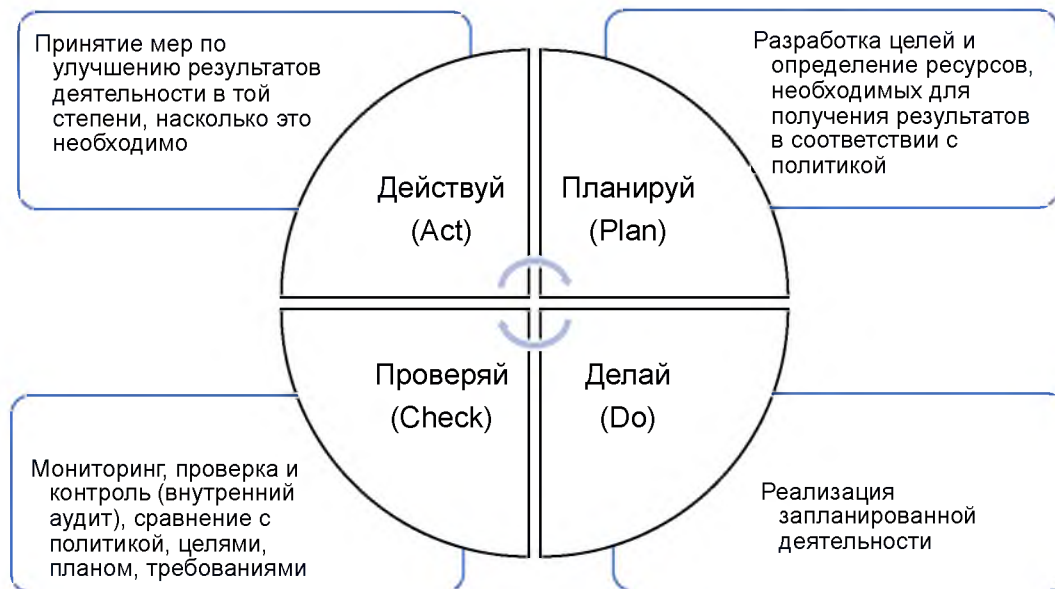 Принятие мер по
улучшению результатов
деятельности в той
степени, насколько это
необходимо
Разработка целей и
определение ресурсов,
необходимых для
получения результатов
в соответствии с
политикой
Действуй
(Act)
Планируй
(Plan)
Проверяй
(Check)
Делай
(Do)
Мониторинг, проверка и
контроль (внутренний
аудит), сравнение с
политикой, целями,
планом, требованиями
Реализация
запланированной
деятельности